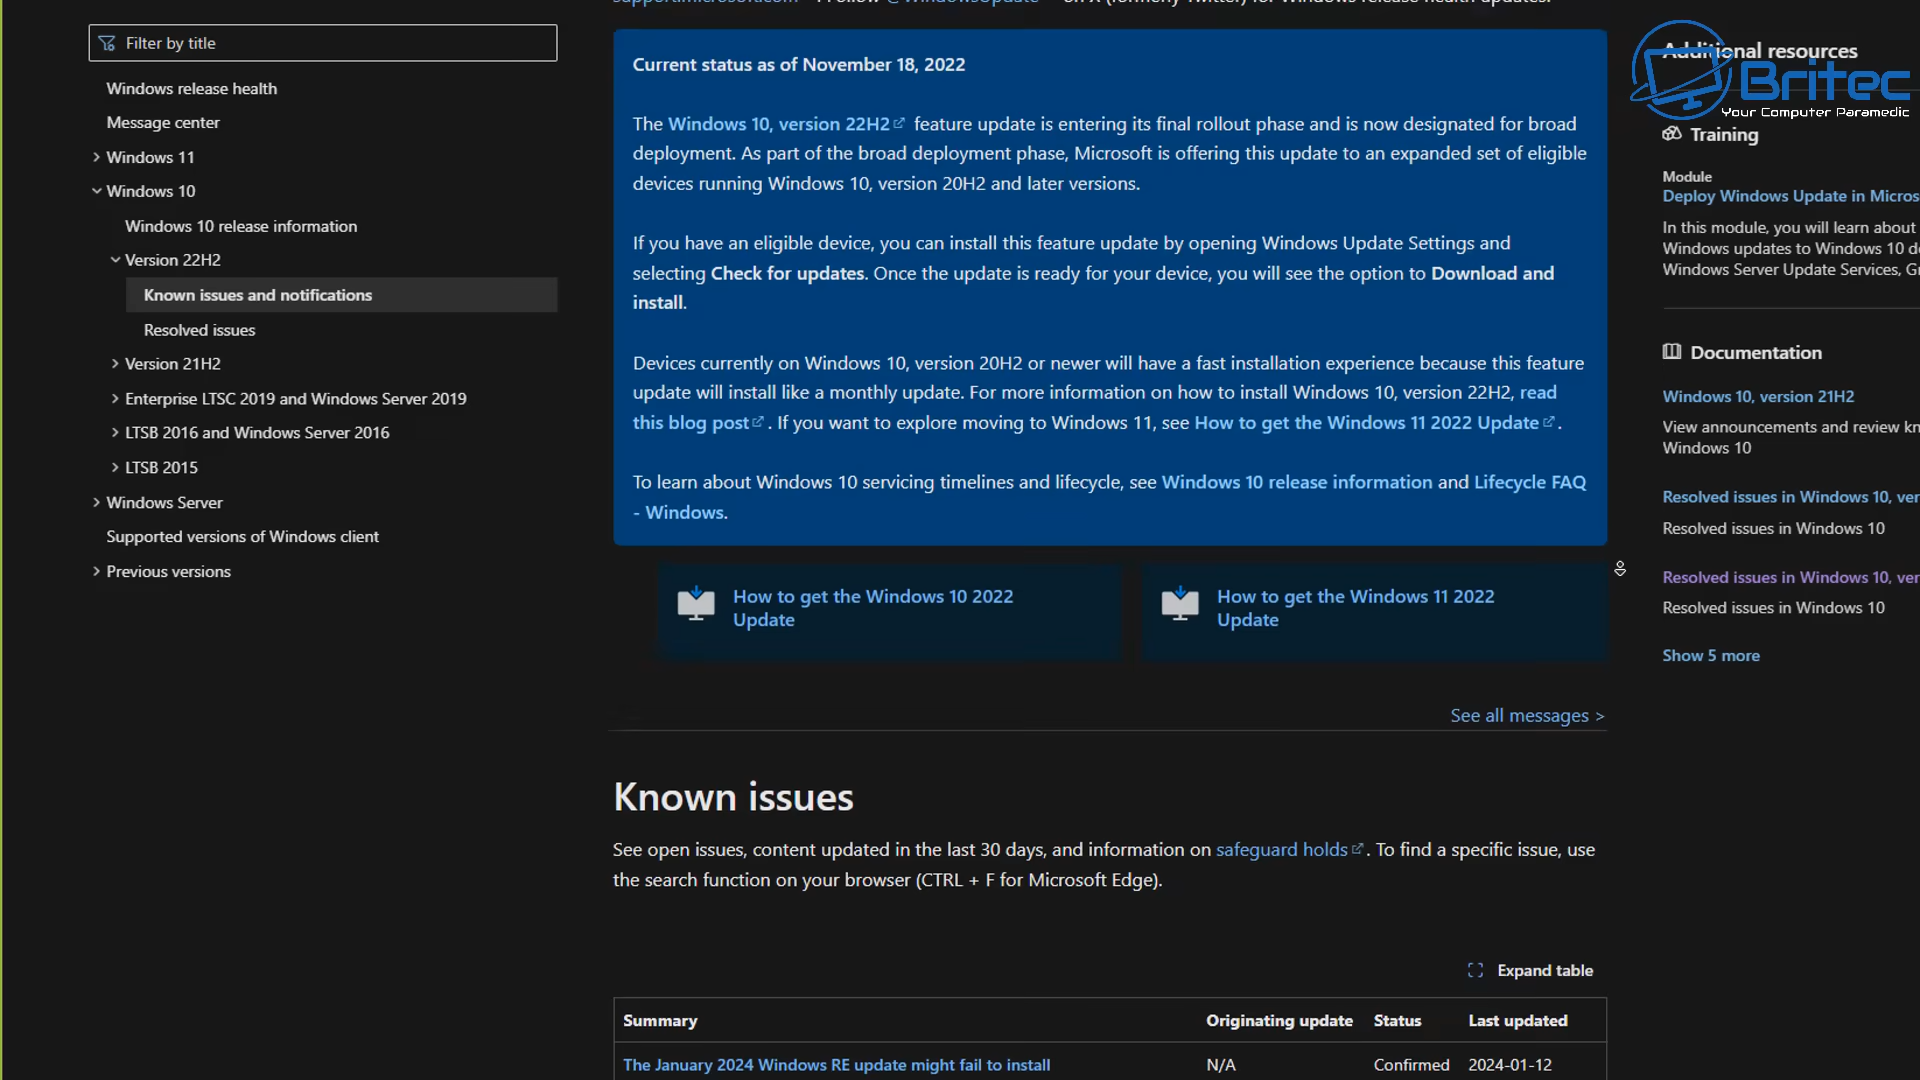 Filter by title
Windows release health
Message center
Windows 11
Windows 10
Windows 10 release information
Version 22H2
Known issues and notifications
Resolved issues
Version 21H2
Enterprise LTSC 2019 and Windows Server 2019
LTSB 2016 and Windows Server 2016
LTSB 2015
Windows Server
Supported versions of Windows client
Previous versions
Current status as of November 18, 2022
The Windows 10, version 22H2 feature update is entering its final rollout phase and is now designated for broad
deployment. As part of the broad deployment phase, Microsoft is offering this update to an expanded set of eligible
devices running Windows 10, version 20H2 and later versions.
If you have an eligible device, you can install this feature update by opening Windows Update Settings and
selecting Check for updates. Once the update is ready for your device, you will see the option to Download and
install.
Devices currently on Windows 10, version 20H2 or newer will have a fast installation experience because this feature
update will install like a monthly update. For more information on how to install Windows 10, version 22H2, read
this blog post. If you want to explore moving to Windows 11, see How to get the Windows 11 2022 Update.
To learn about Windows 10 servicing timelines and lifecycle, see Windows 10 release information and Lifecycle FAQ
- Windows.
How to get the Windows 10 2022
Update
How to get the Windows 11 2022
Update
See all messages >
Known issues
See open issues, content updated in the last 30 days, and information on safeguard holds. To find a specific issue, use
the search function on your browser (CTRL + F for Microsoft Edge).
Expand table
Summary Originating update Status Last updated
The January 2024 Windows RE update might fail to install N/A Confirmed 2024-01-12
Additional resources
Britec
Your Computer Paramedic
Training
Module
Deploy Windows Update in Micros
In this module, you will learn about
Windows updates to Windows 10 de
Windows Server Update Services, Gr
Documentation
Windows 10, version 21H2
View announcements and review kn
Windows 10
Resolved issues in Windows 10, ver
Resolved issues in Windows 10
Resolved issues in Windows 10, ver
Resolved issues in Windows 10
Show 5 more